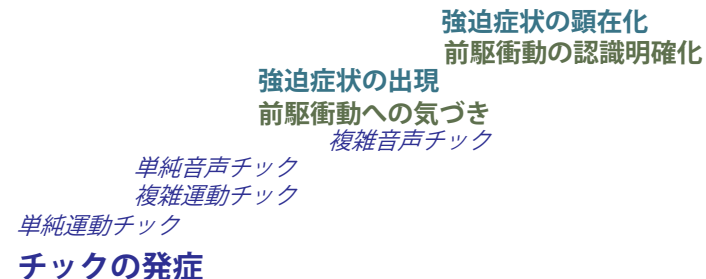 強迫症状の顕在化
前駆衝動の認識明確化
強迫症状の出現
前駆衝動への気づき
複雑音声チック
単純音声チック
複雑運動チック
単純運動チック
チックの発症